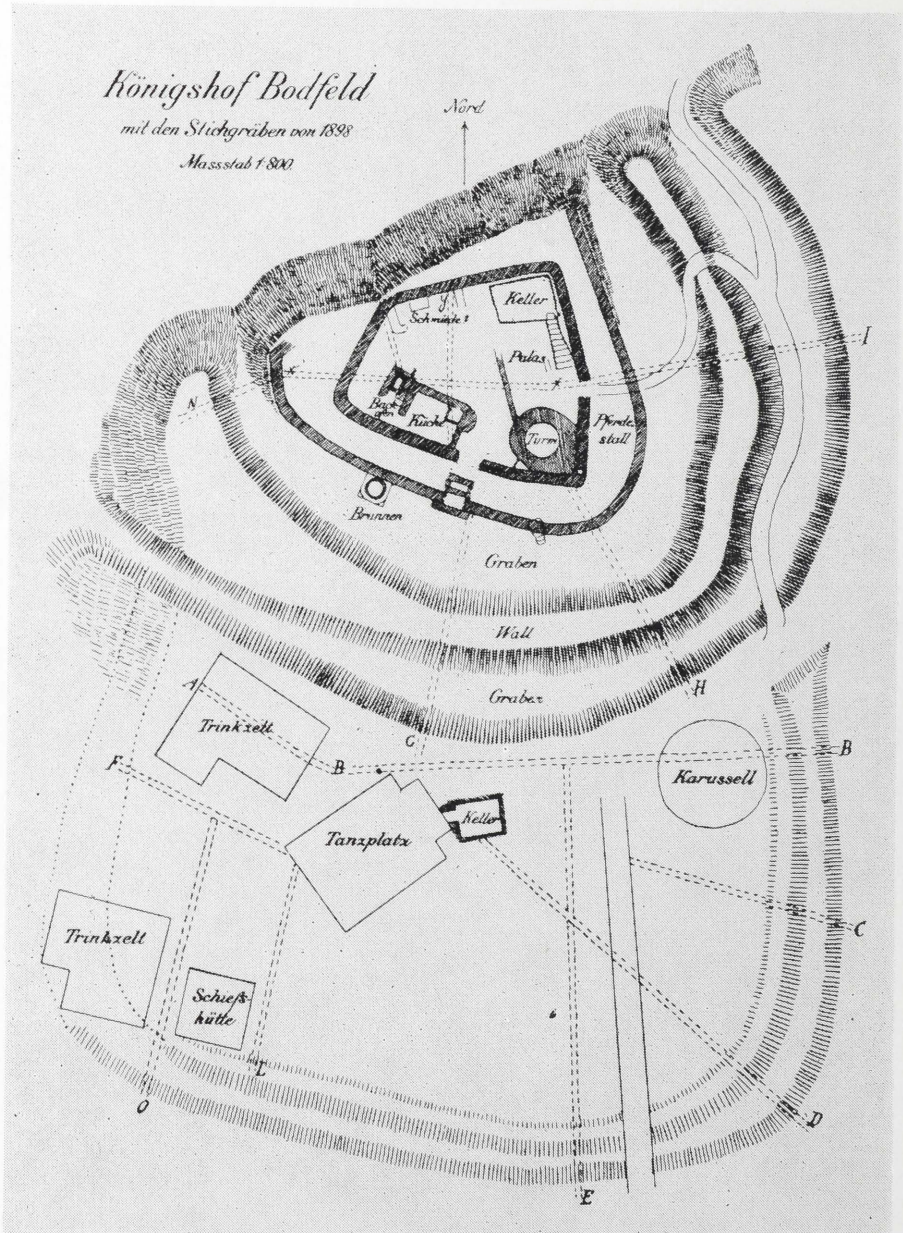 Königshof Bodfeld
mit den Stichgräben von 1898
Massstab 1:800.
Nord
Keller
Schmiede?
Palas
I
N
Back-
ofen
Küche
Turm
Pferde-
stall
Brunnen
Graben
Wall
Graben
H
A
Trinkzelt
G
B
B
F
Karussell
Keller
Tanzplatz
C
Trinkzelt
Schieſs-
hütte
L
O
D
E